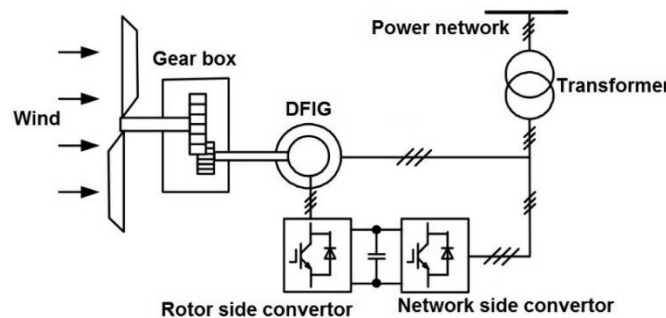 Power network
Gear box
Transformer
DFIG
Wind
Rotor side convertor
Network side convertor